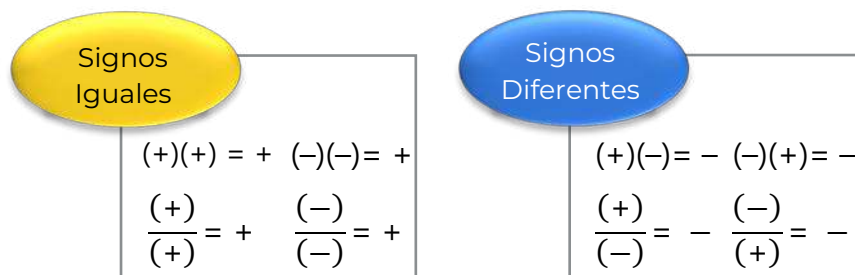 Signos
Iguales
(+)(+) = + (–)(–)= +
(+)/(+) = + (–)/(–) = +
Signos
Diferentes
(+)(–)= – (–)(+)= –
(+)/(–) = – (–)/(+) = –